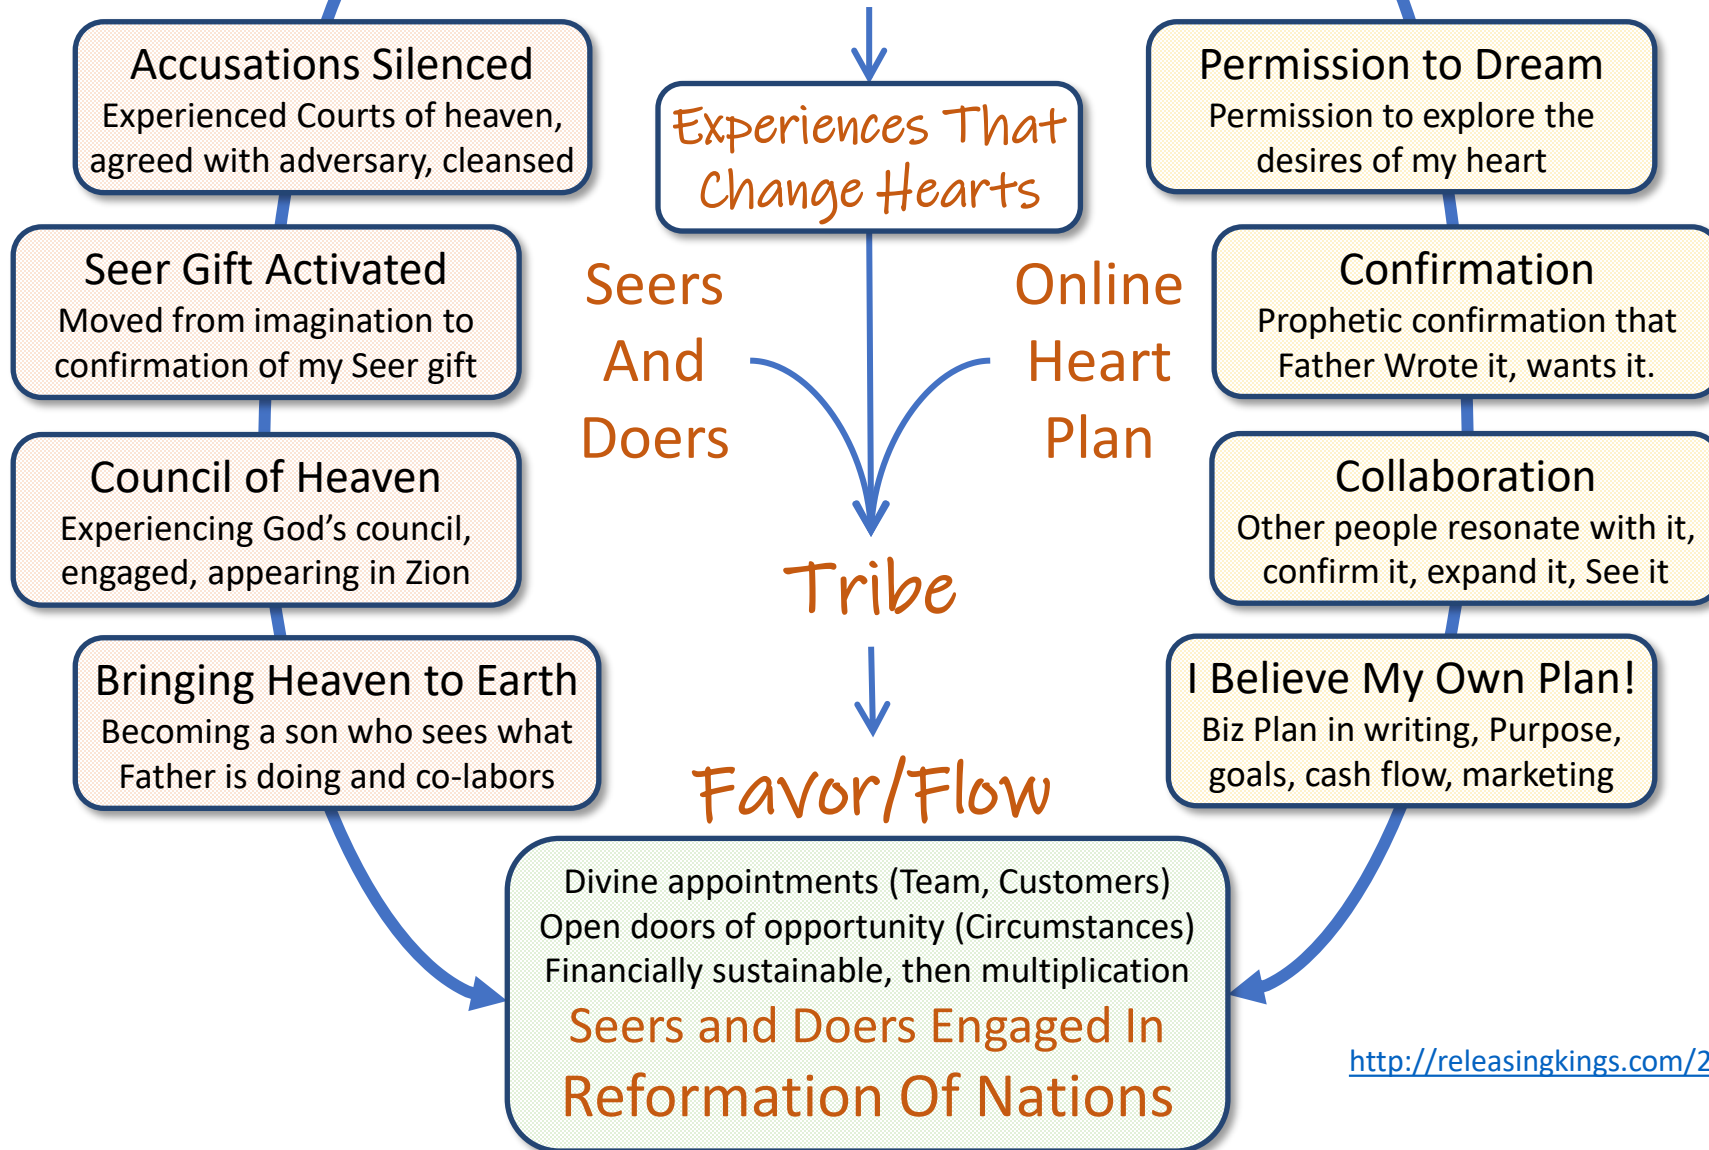 Accusations Silenced
Experienced Courts of heaven,
agreed with adversary, cleansed
Seer Gift Activated
Moved from imagination to
confirmation of my Seer gift
Council of Heaven
Experiencing God's council,
engaged, appearing in Zion
Bringing Heaven to Earth
Becoming a son who sees what
Father is doing and co-labors
Experiences That
Change Hearts
Seers
And
Doers
Online
Heart
Plan
Tribe
Favor/Flow
Permission to Dream
Permission to explore the
desires of my heart
Confirmation
Prophetic confirmation that
Father Wrote it, wants it.
Collaboration
Other people resonate with it,
confirm it, expand it, See it
I Believe My Own Plan!
Biz Plan in writing, Purpose,
goals, cash flow, marketing
Divine appointments (Team, Customers)
Open doors of opportunity (Circumstances)
Financially sustainable, then multiplication
Seers and Doers Engaged In
Reformation Of Nations
http://releasingkings.com/2